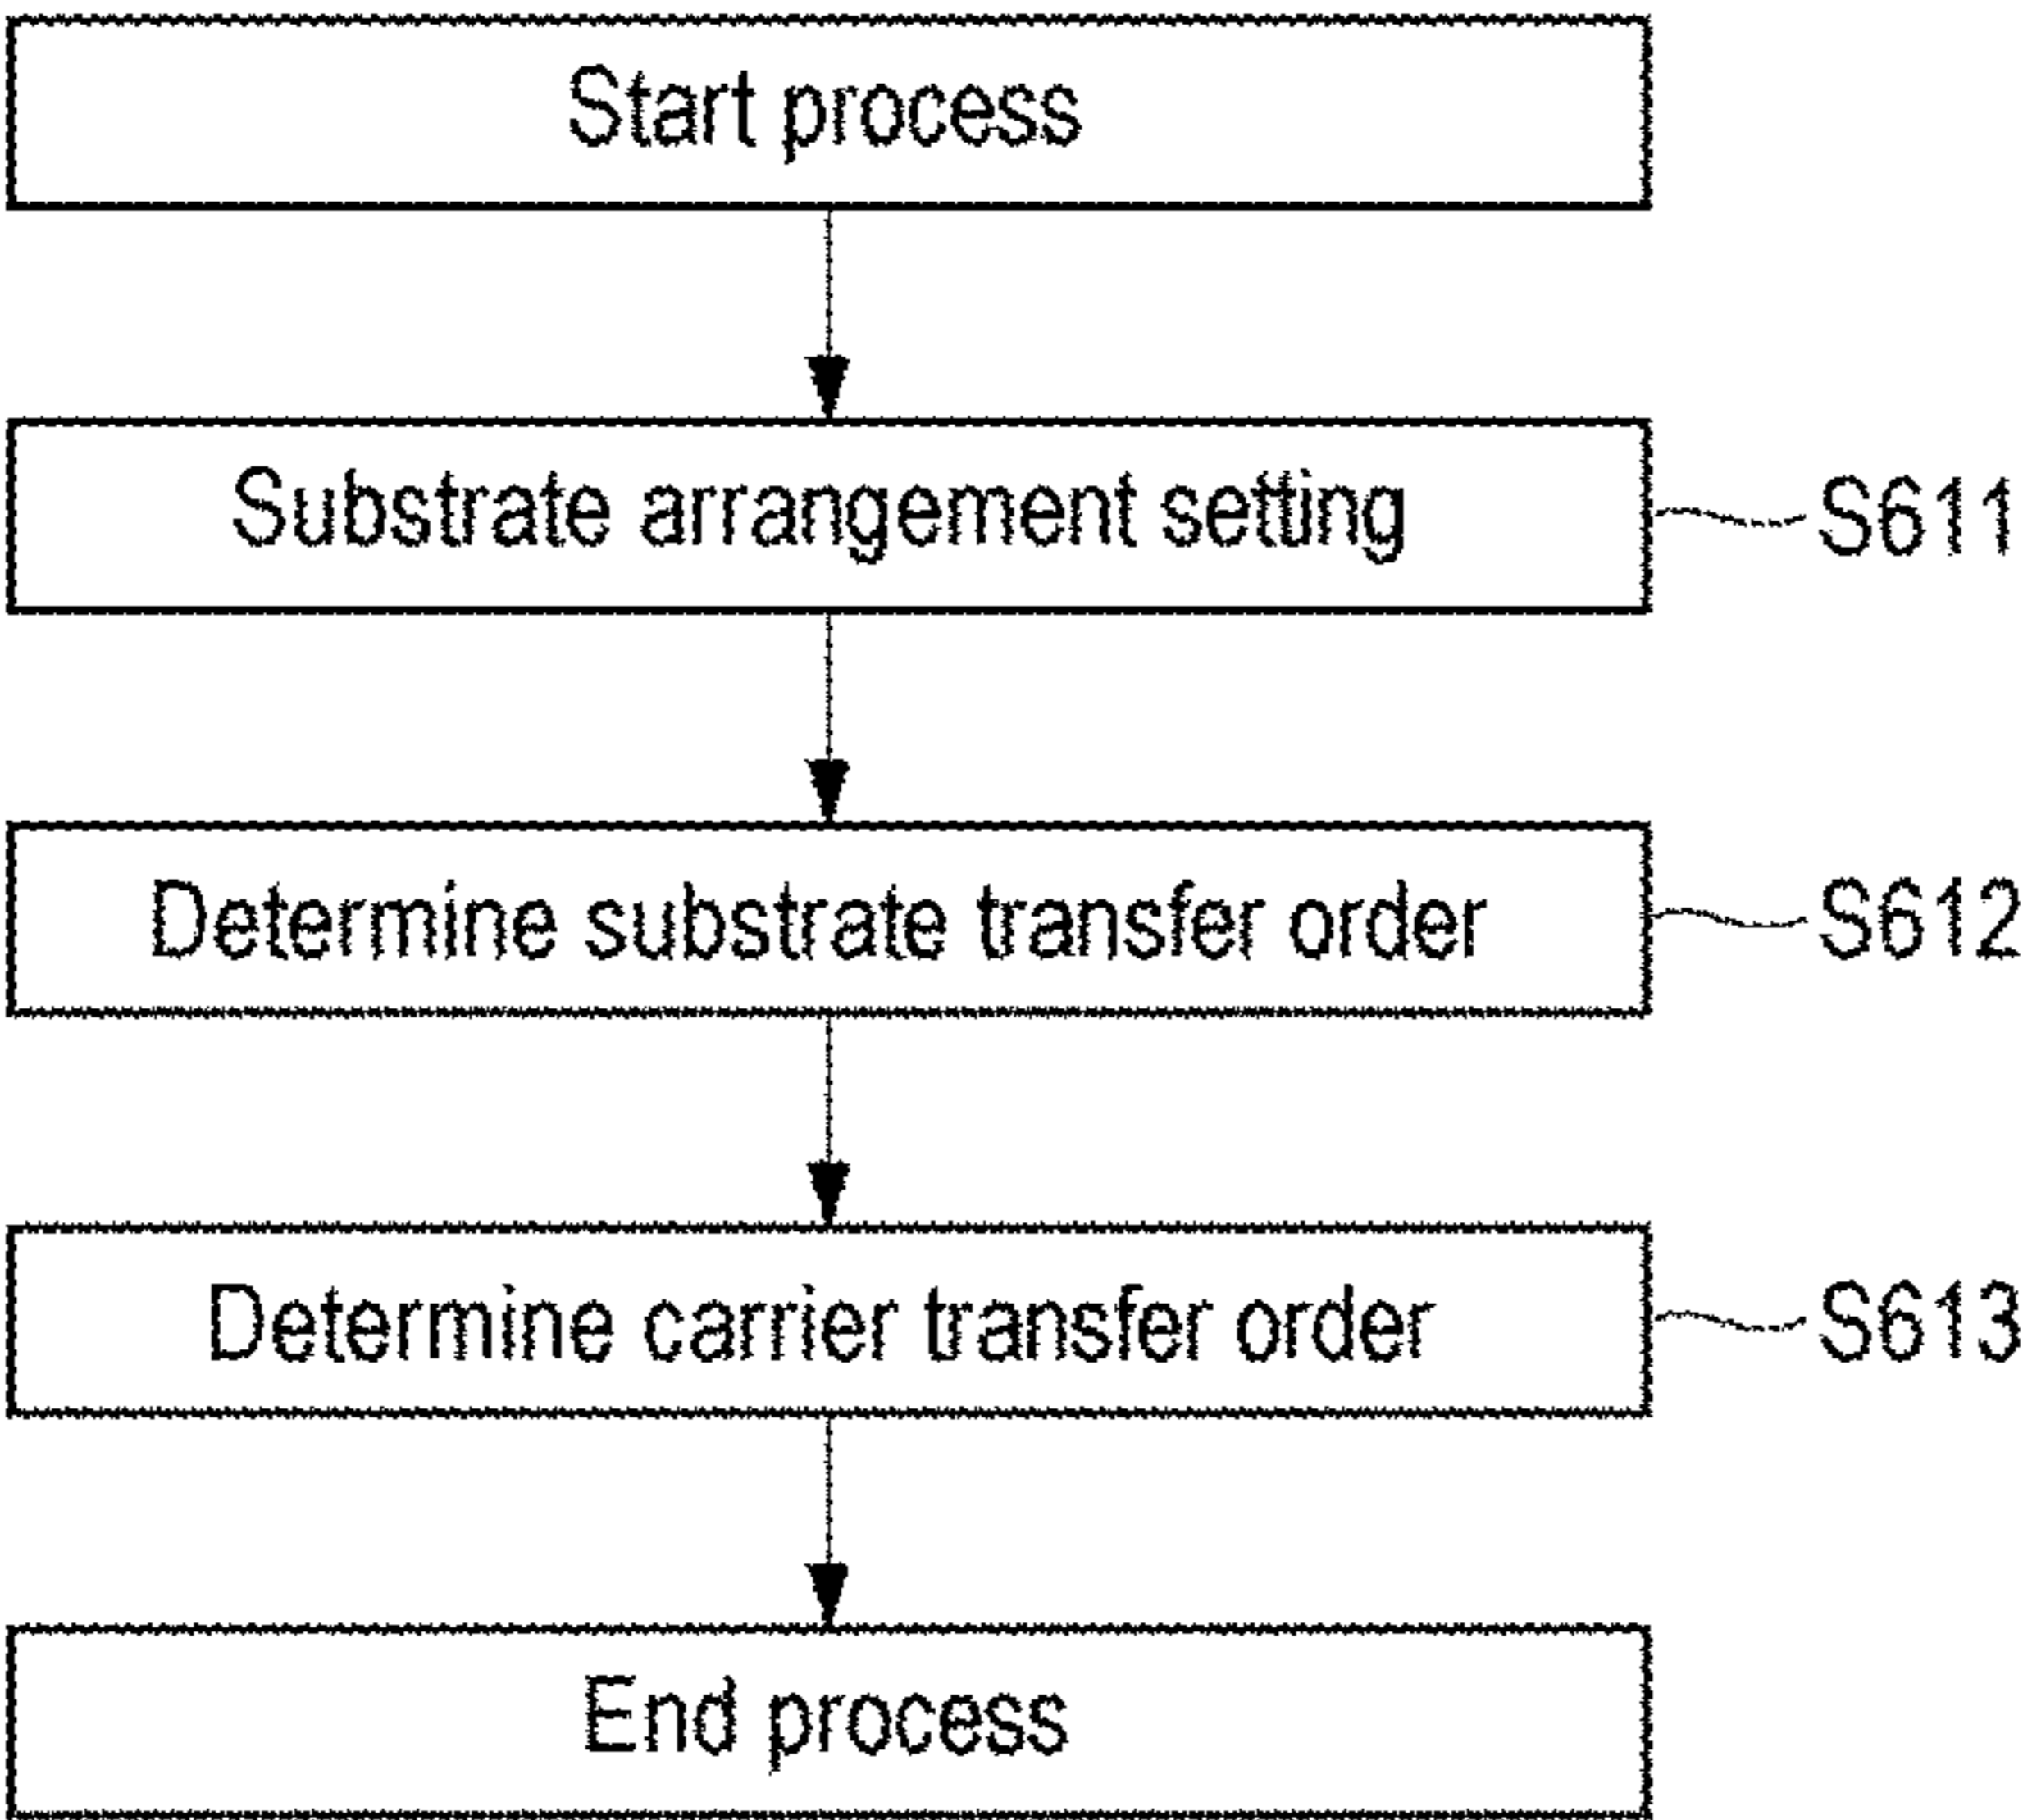 Start process
Substrate arrangement setting S611
Determine substrate transfer order S612
Determine carrier transfer order S613
End process